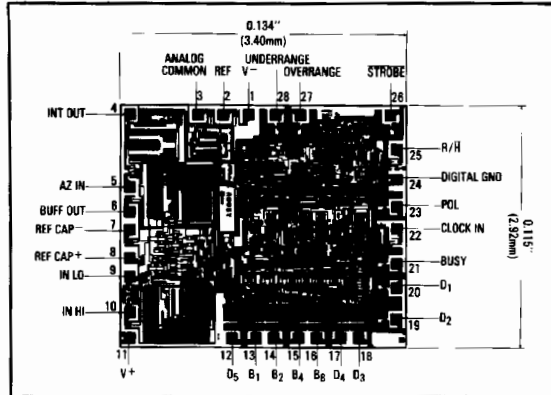 0.134"
(3.40mm)
ANALOG COMMON
REF
V−
UNDERRANGE
OVERRANGE
STROBE
3 2 1 28 27 26
INT OUT 4
AZ IN 5
BUFF OUT 6
REF CAP− 7
REF CAP+ 8
IN LO 9
IN HI 10
V+ 11
25 R/H̅
24 DIGITAL GND
23 POL
22 CLOCK IN
21 BUSY
20 D1
19 D2
0.115"
(2.92mm)
12 13 14 15 16 17 18
D5 B1 B2 B4 B8 D4 D3